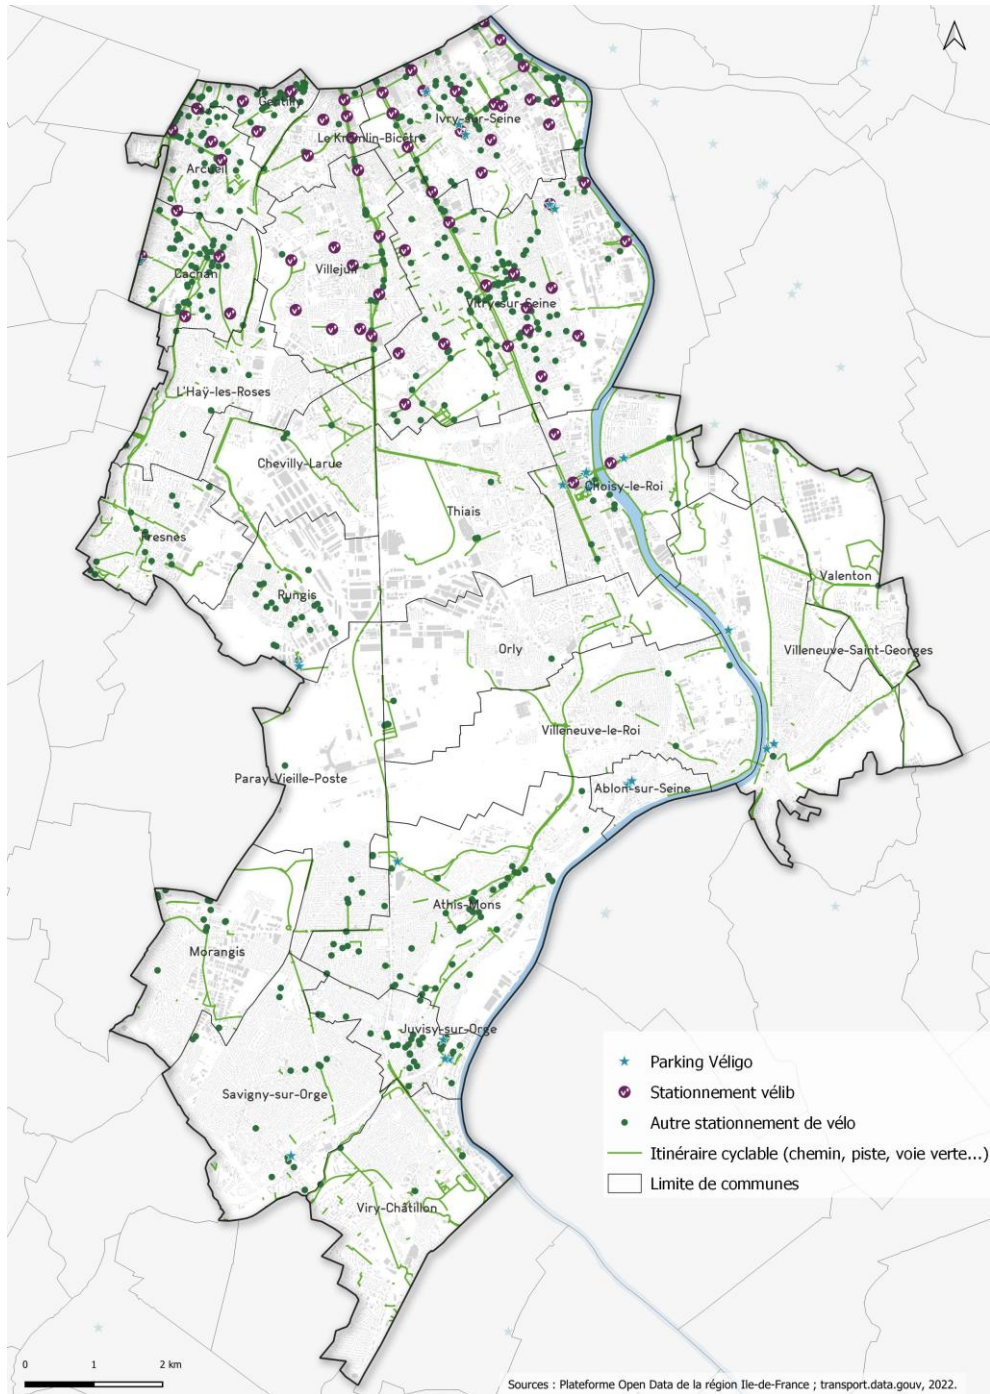 Gentilly
Ivry-sur-Seine
Le Kremlin-Bicêtre
Arcueil
Villejuif
Cachan
Vitry-sur-Seine
L'Haÿ-les-Roses
Chevilly-Larue
Choisy-le-Roi
Thiais
Fresnes
Valenton
Rungis
Orly
Villeneuve-Saint-Georges
Villeneuve-le-Roi
Paray-Vieille-Poste
Ablon-sur-Seine
Athis-Mons
Morangis
Juvisy-sur-Orge
Savigny-sur-Orge
Viry-Châtillon
Parking Véligo
Stationnement vélib
Autre stationnement de vélo
Itinéraire cyclable (chemin, piste, voie verte...)
Limite de communes
0 1 2 km
Sources : Plateforme Open Data de la région Ile-de-France ; transport.data.gouv, 2022.